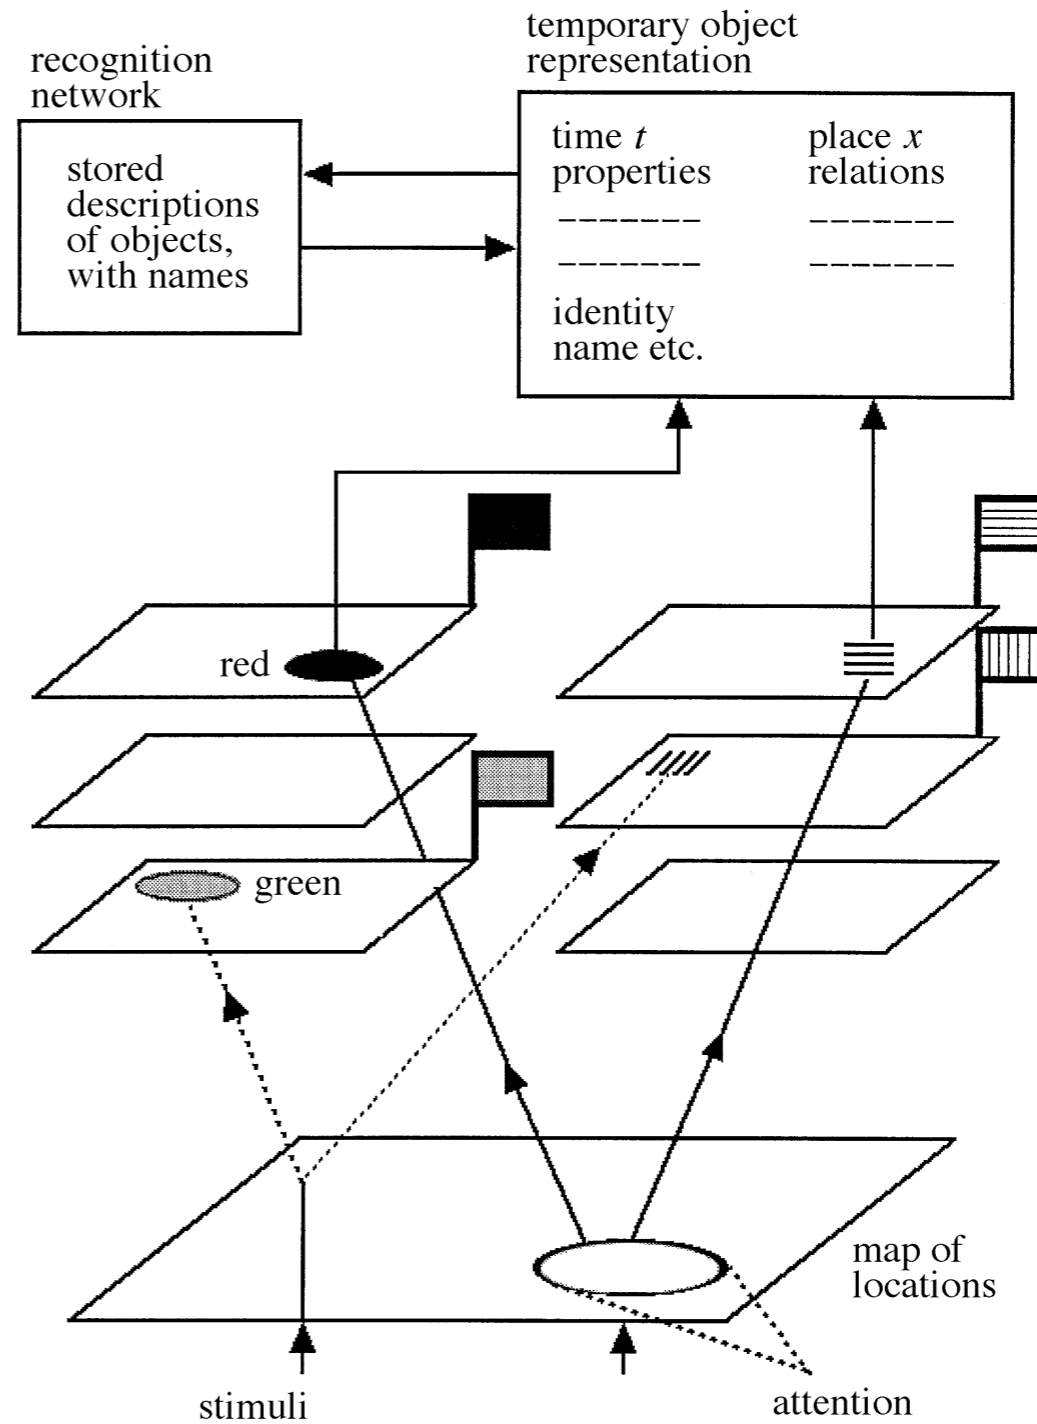 temporary object
representation
recognition
network
time t
properties
place x
relations
stored
descriptions
of objects,
with names
_ _ _ _ _ _ _
_ _ _ _ _ _ _
_ _ _ _ _ _ _
_ _ _ _ _ _ _
identity
name etc.
red
green
map of
locations
stimuli
attention